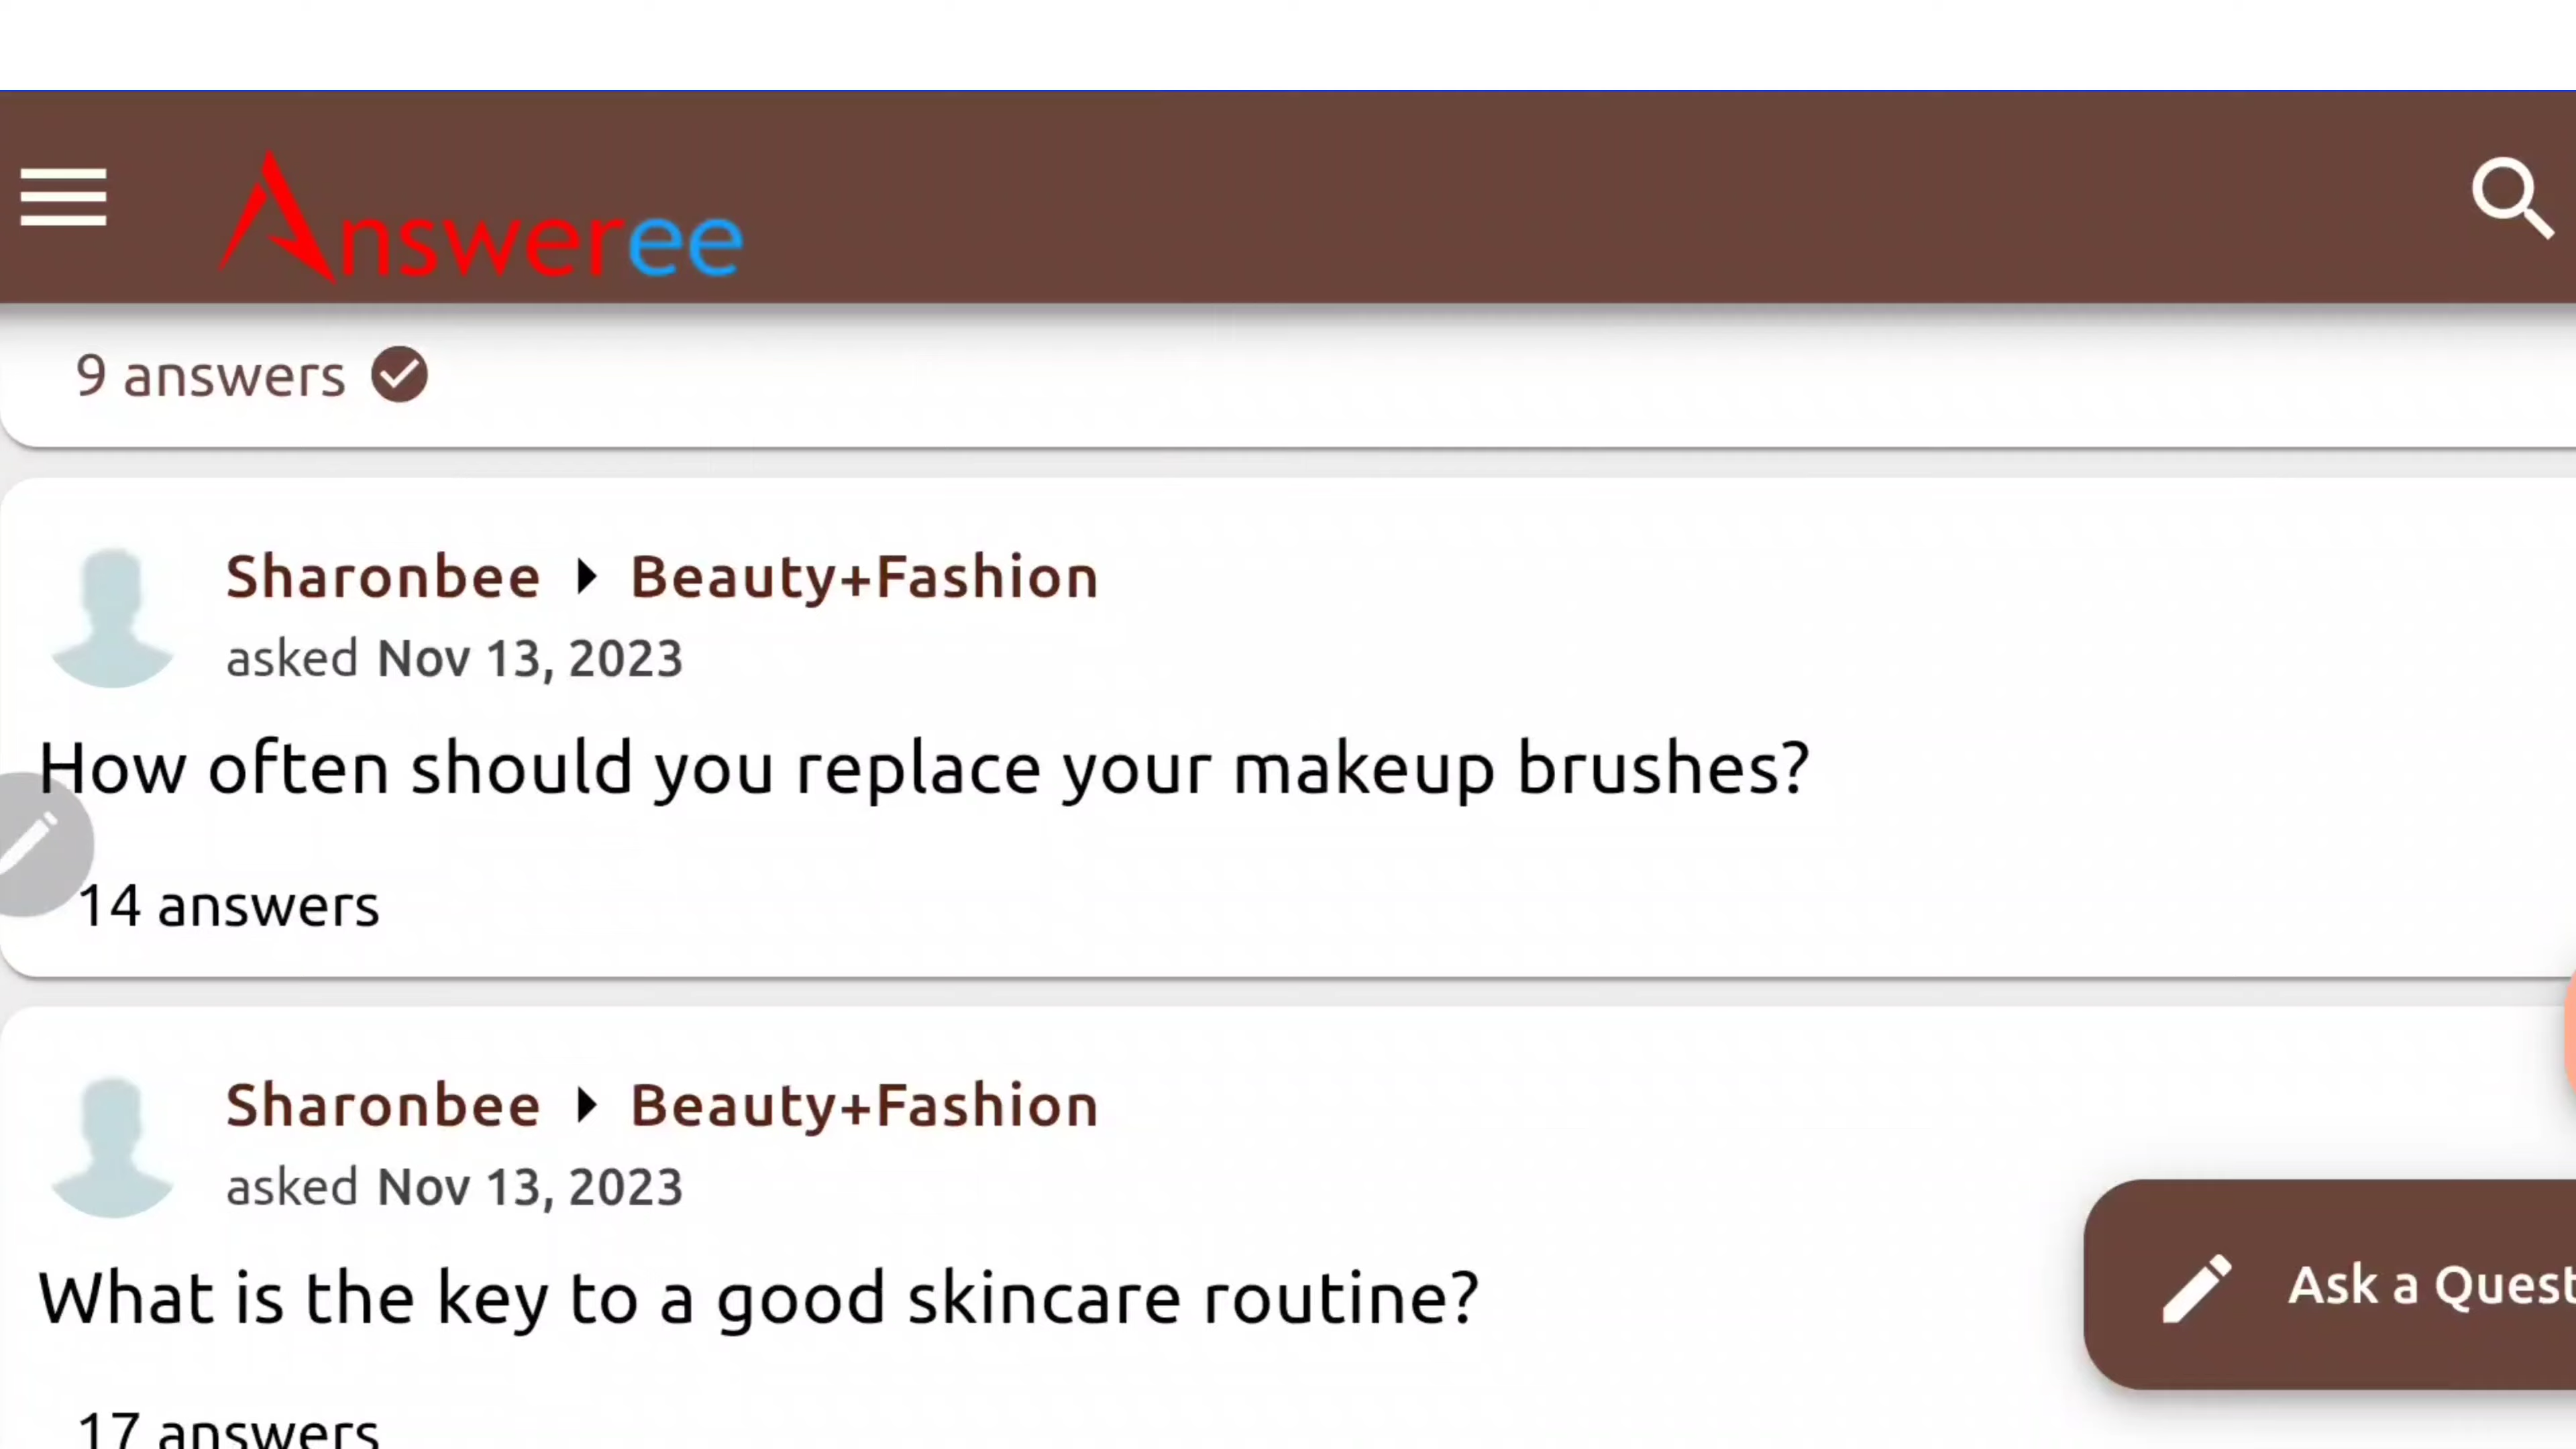 Answeree
9 answers
Sharonbee Beauty+Fashion
asked Nov 13, 2023
How often should you replace your makeup brushes?
14 answers
Sharonbee Beauty+Fashion
asked Nov 13, 2023
What is the key to a good skincare routine?
Ask a Quest
17 answers